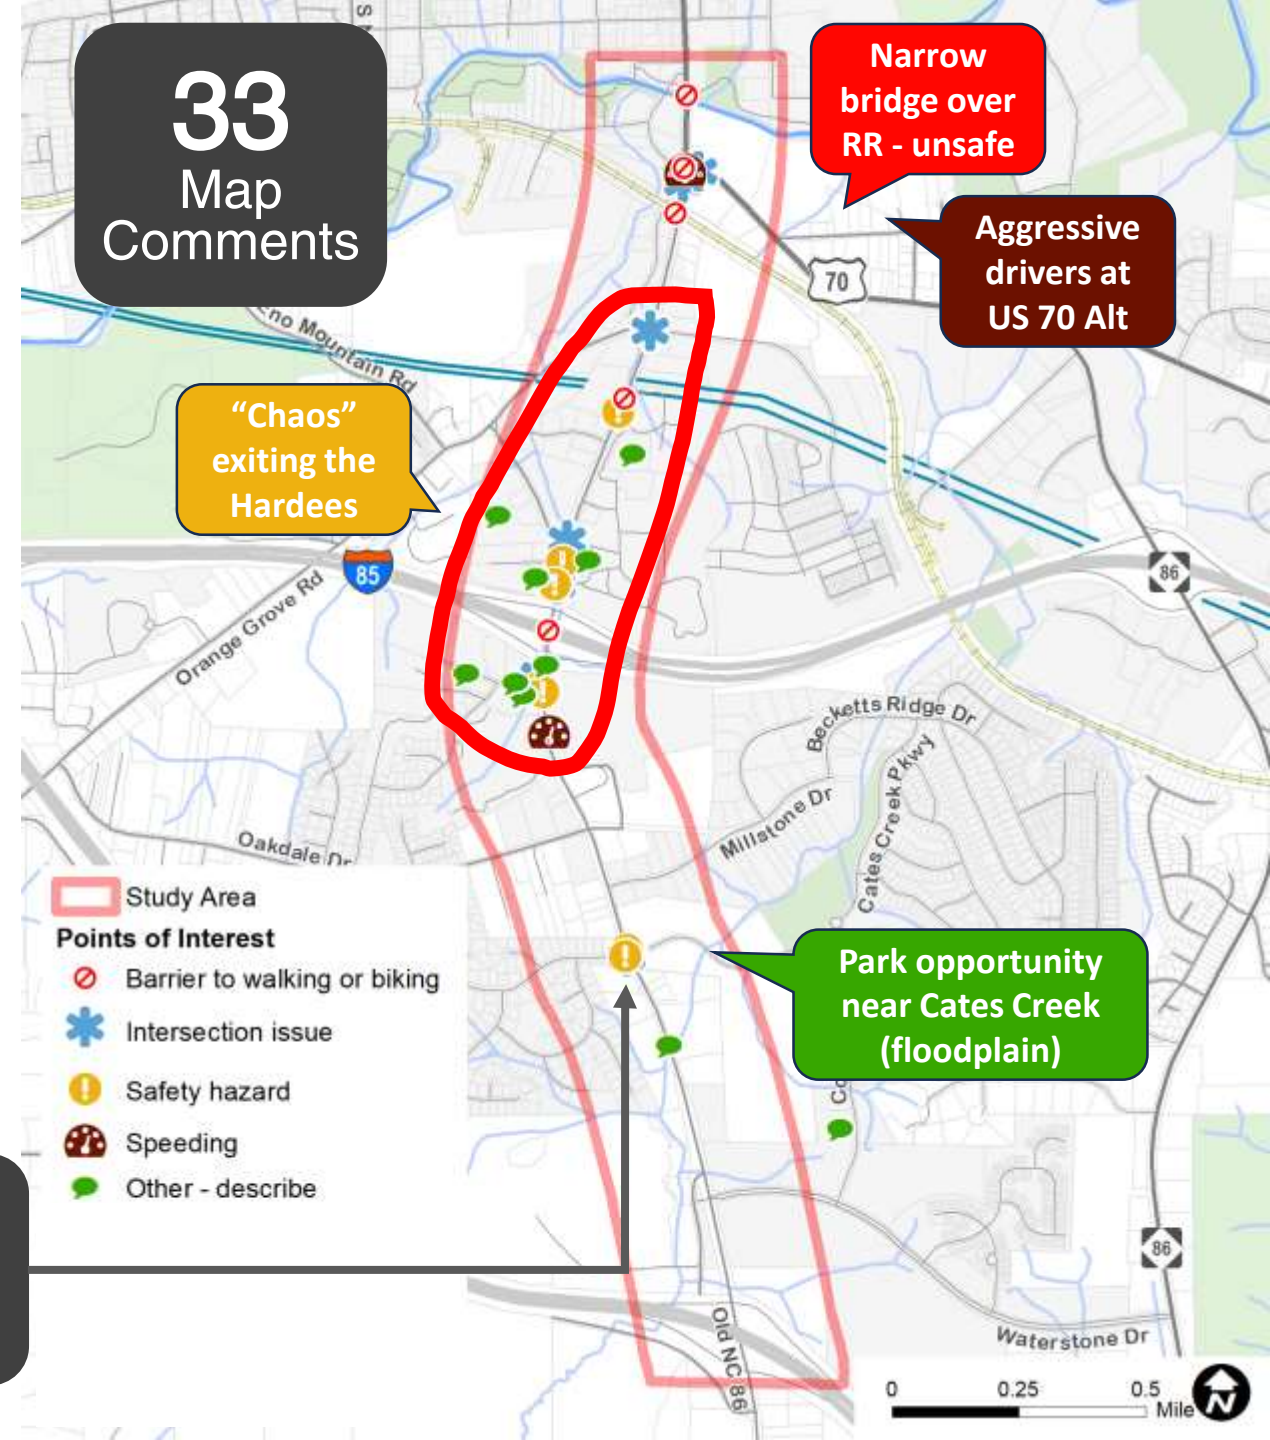 33
Map
Comments
Narrow
bridge over
RR - unsafe
Aggressive
drivers at
US 70 Alt
70
Eno Mountain Rd
“Chaos”
exiting the
Hardees
85
86
Orange Grove Rd
Becketts Ridge Dr
Cates Creek Pkwy
Millstone Dr
Oakdale Dr
Study Area
Points of Interest
Barrier to walking or biking
Intersection issue
Safety hazard
Speeding
Other - describe
Park opportunity
near Cates Creek
(floodplain)
86
Old NC 86
Waterstone Dr
0 0.25 0.5
Mile
N